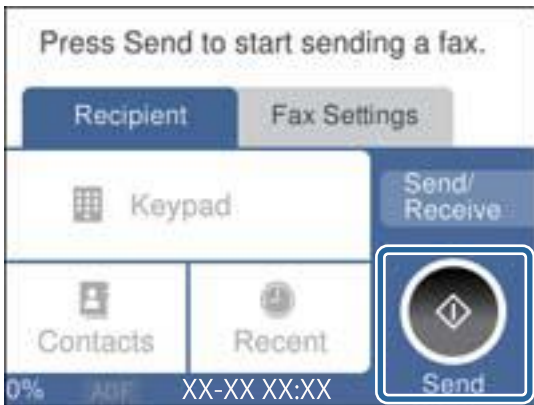 Press Send to start sending a fax.
Recipient
Fax Settings
Keypad
Send/
Receive
Contacts
Recent
Send
0%
ADF
XX-XX XX:XX